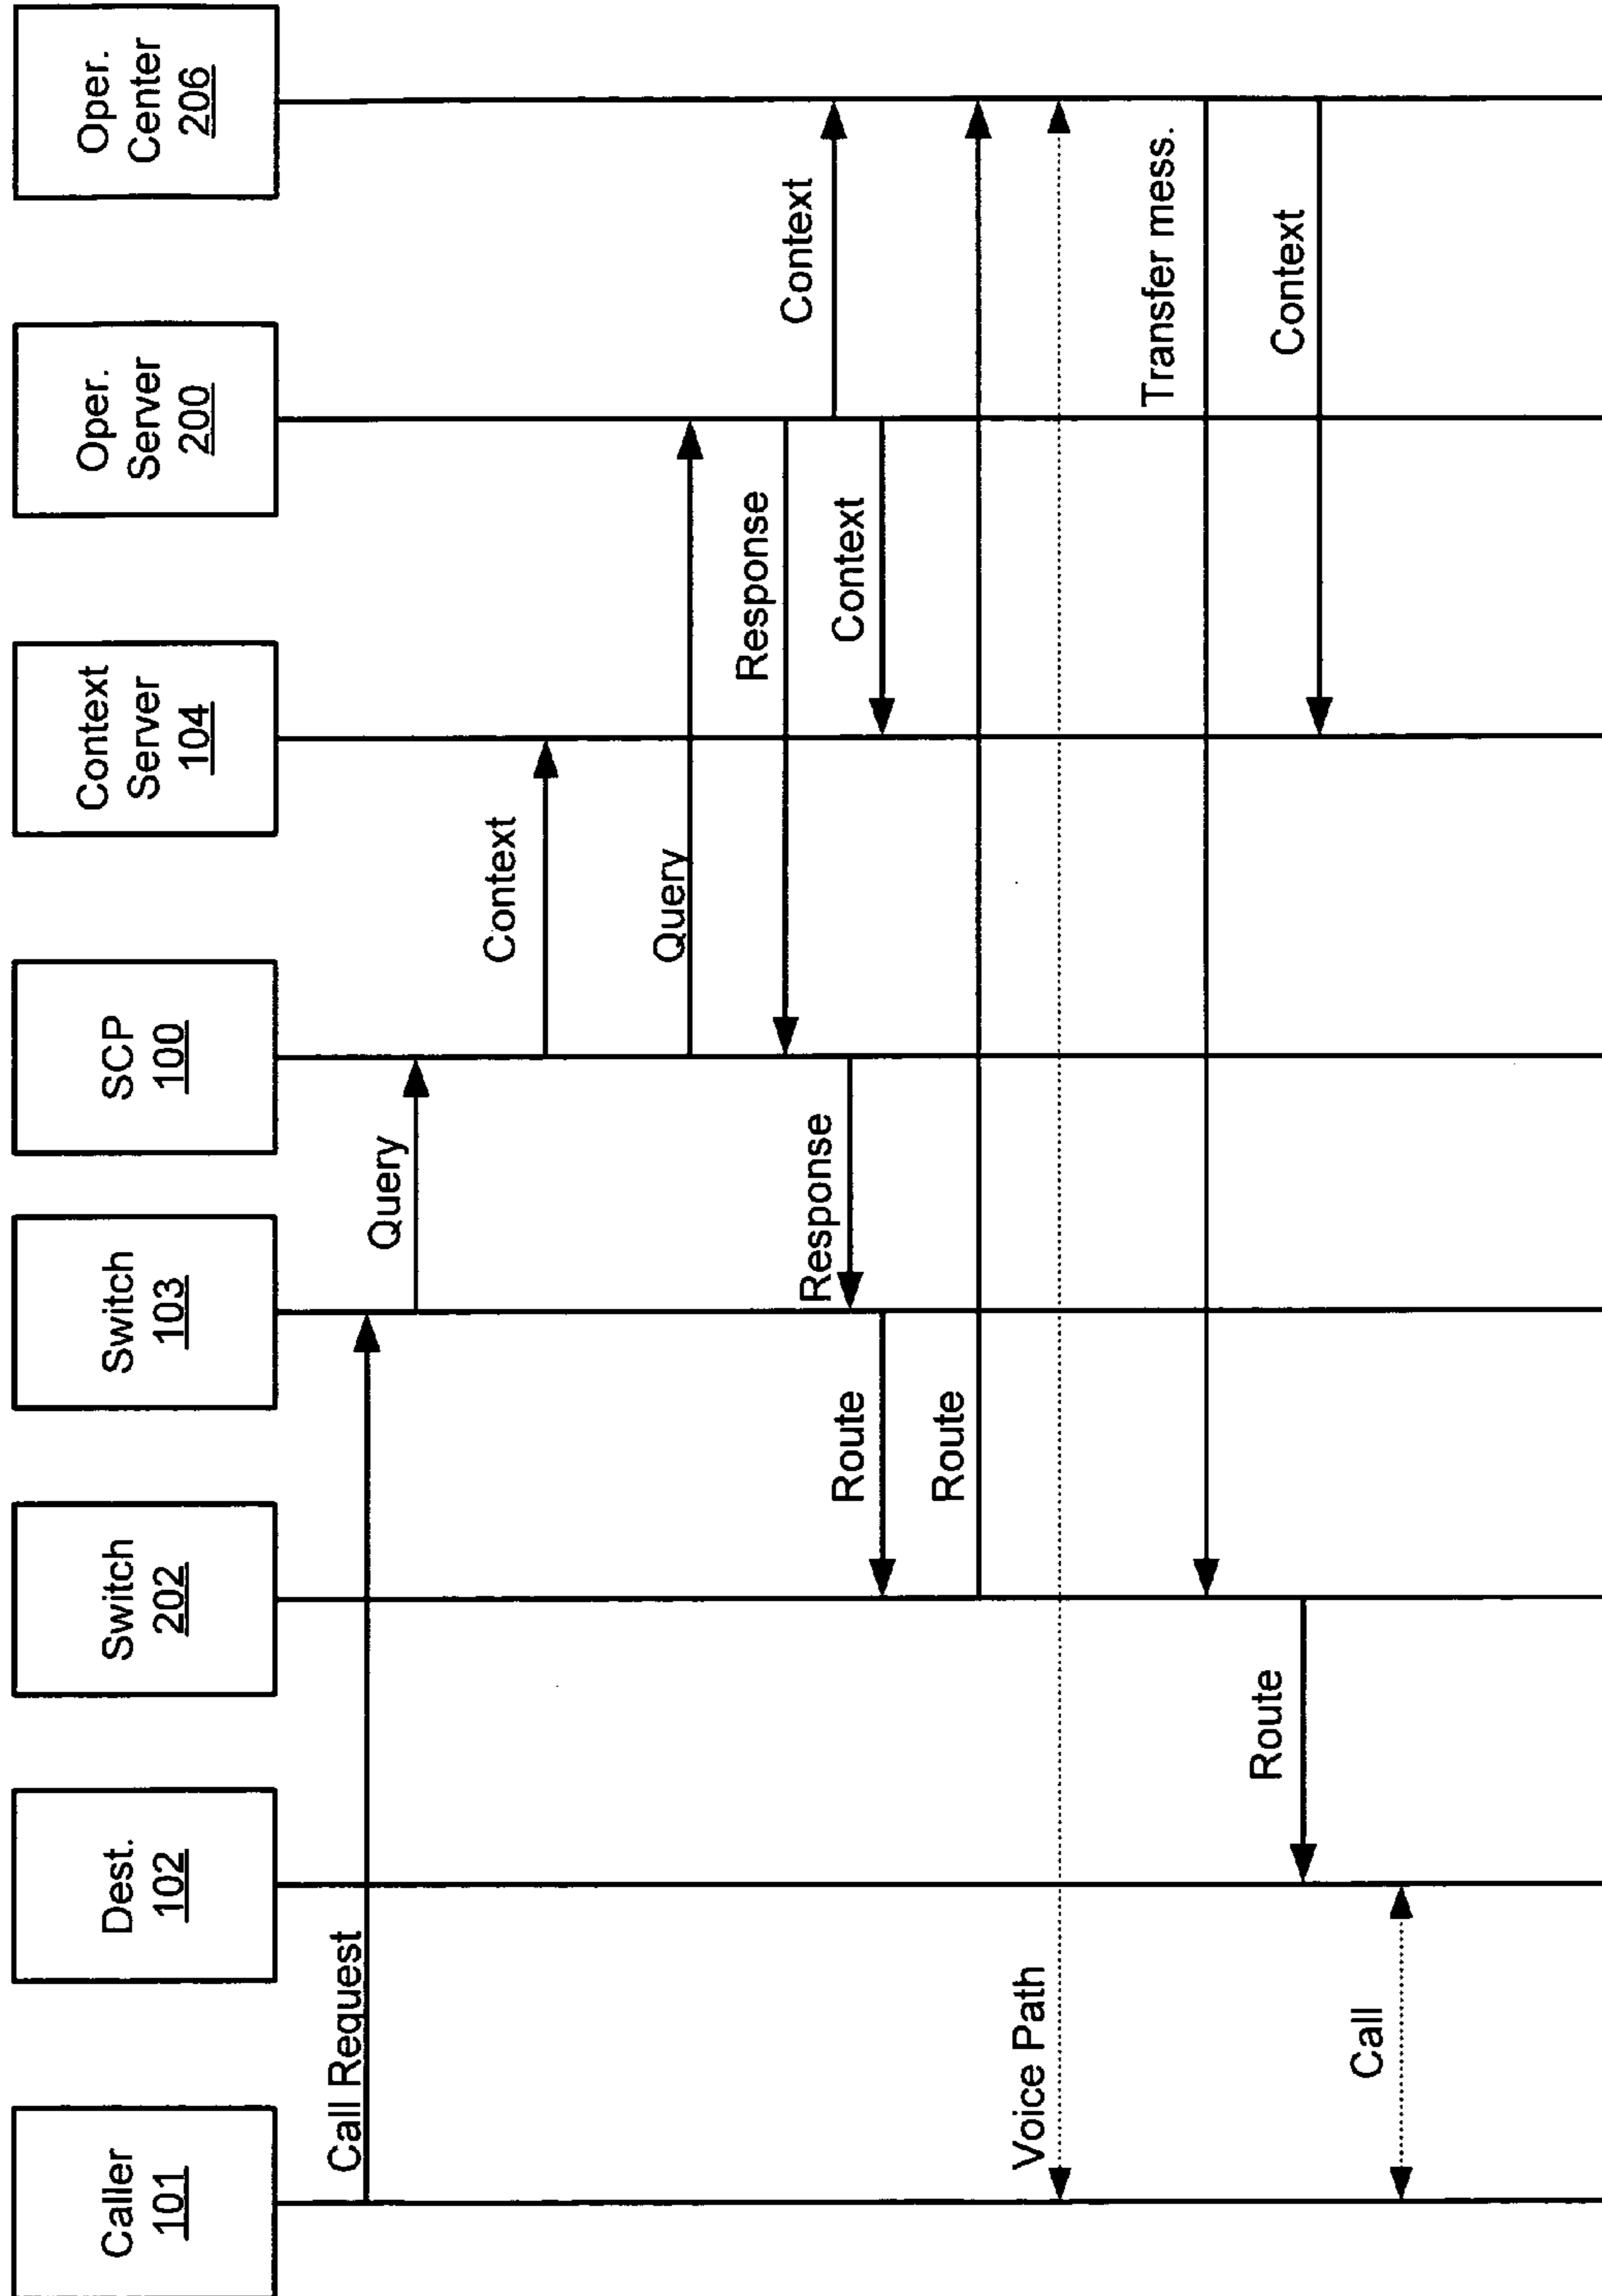 Caller
101
Dest.
102
Switch
202
Switch
103
SCP
100
Context
Server
104
Oper.
Server
200
Oper.
Center
206
Call Request
Query
Context
Query
Response
Context
Response
Route
Context
Route
Voice Path
Transfer mess.
Route
Context
Call